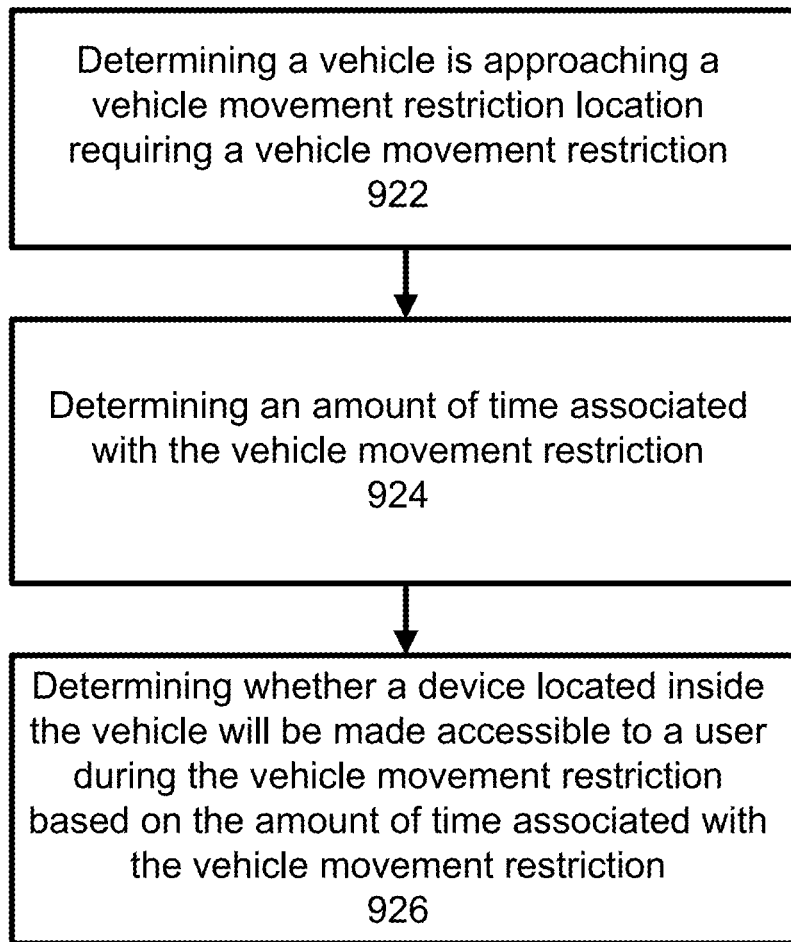 Determining a vehicle is approaching a
vehicle movement restriction location
requiring a vehicle movement restriction
922
Determining an amount of time associated
with the vehicle movement restriction
924
Determining whether a device located inside
the vehicle will be made accessible to a user
during the vehicle movement restriction
based on the amount of time associated with
the vehicle movement restriction
926